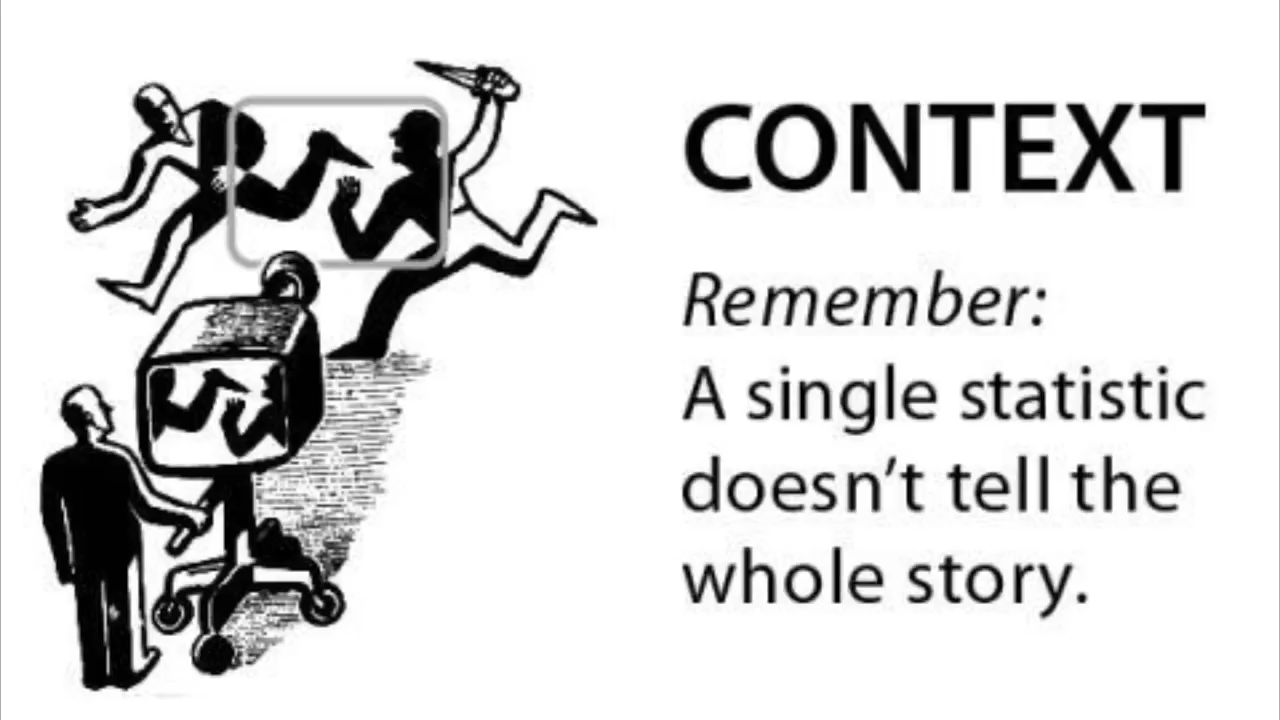 CONTEXT
Remember:
A single statistic
doesn’t tell the
whole story.